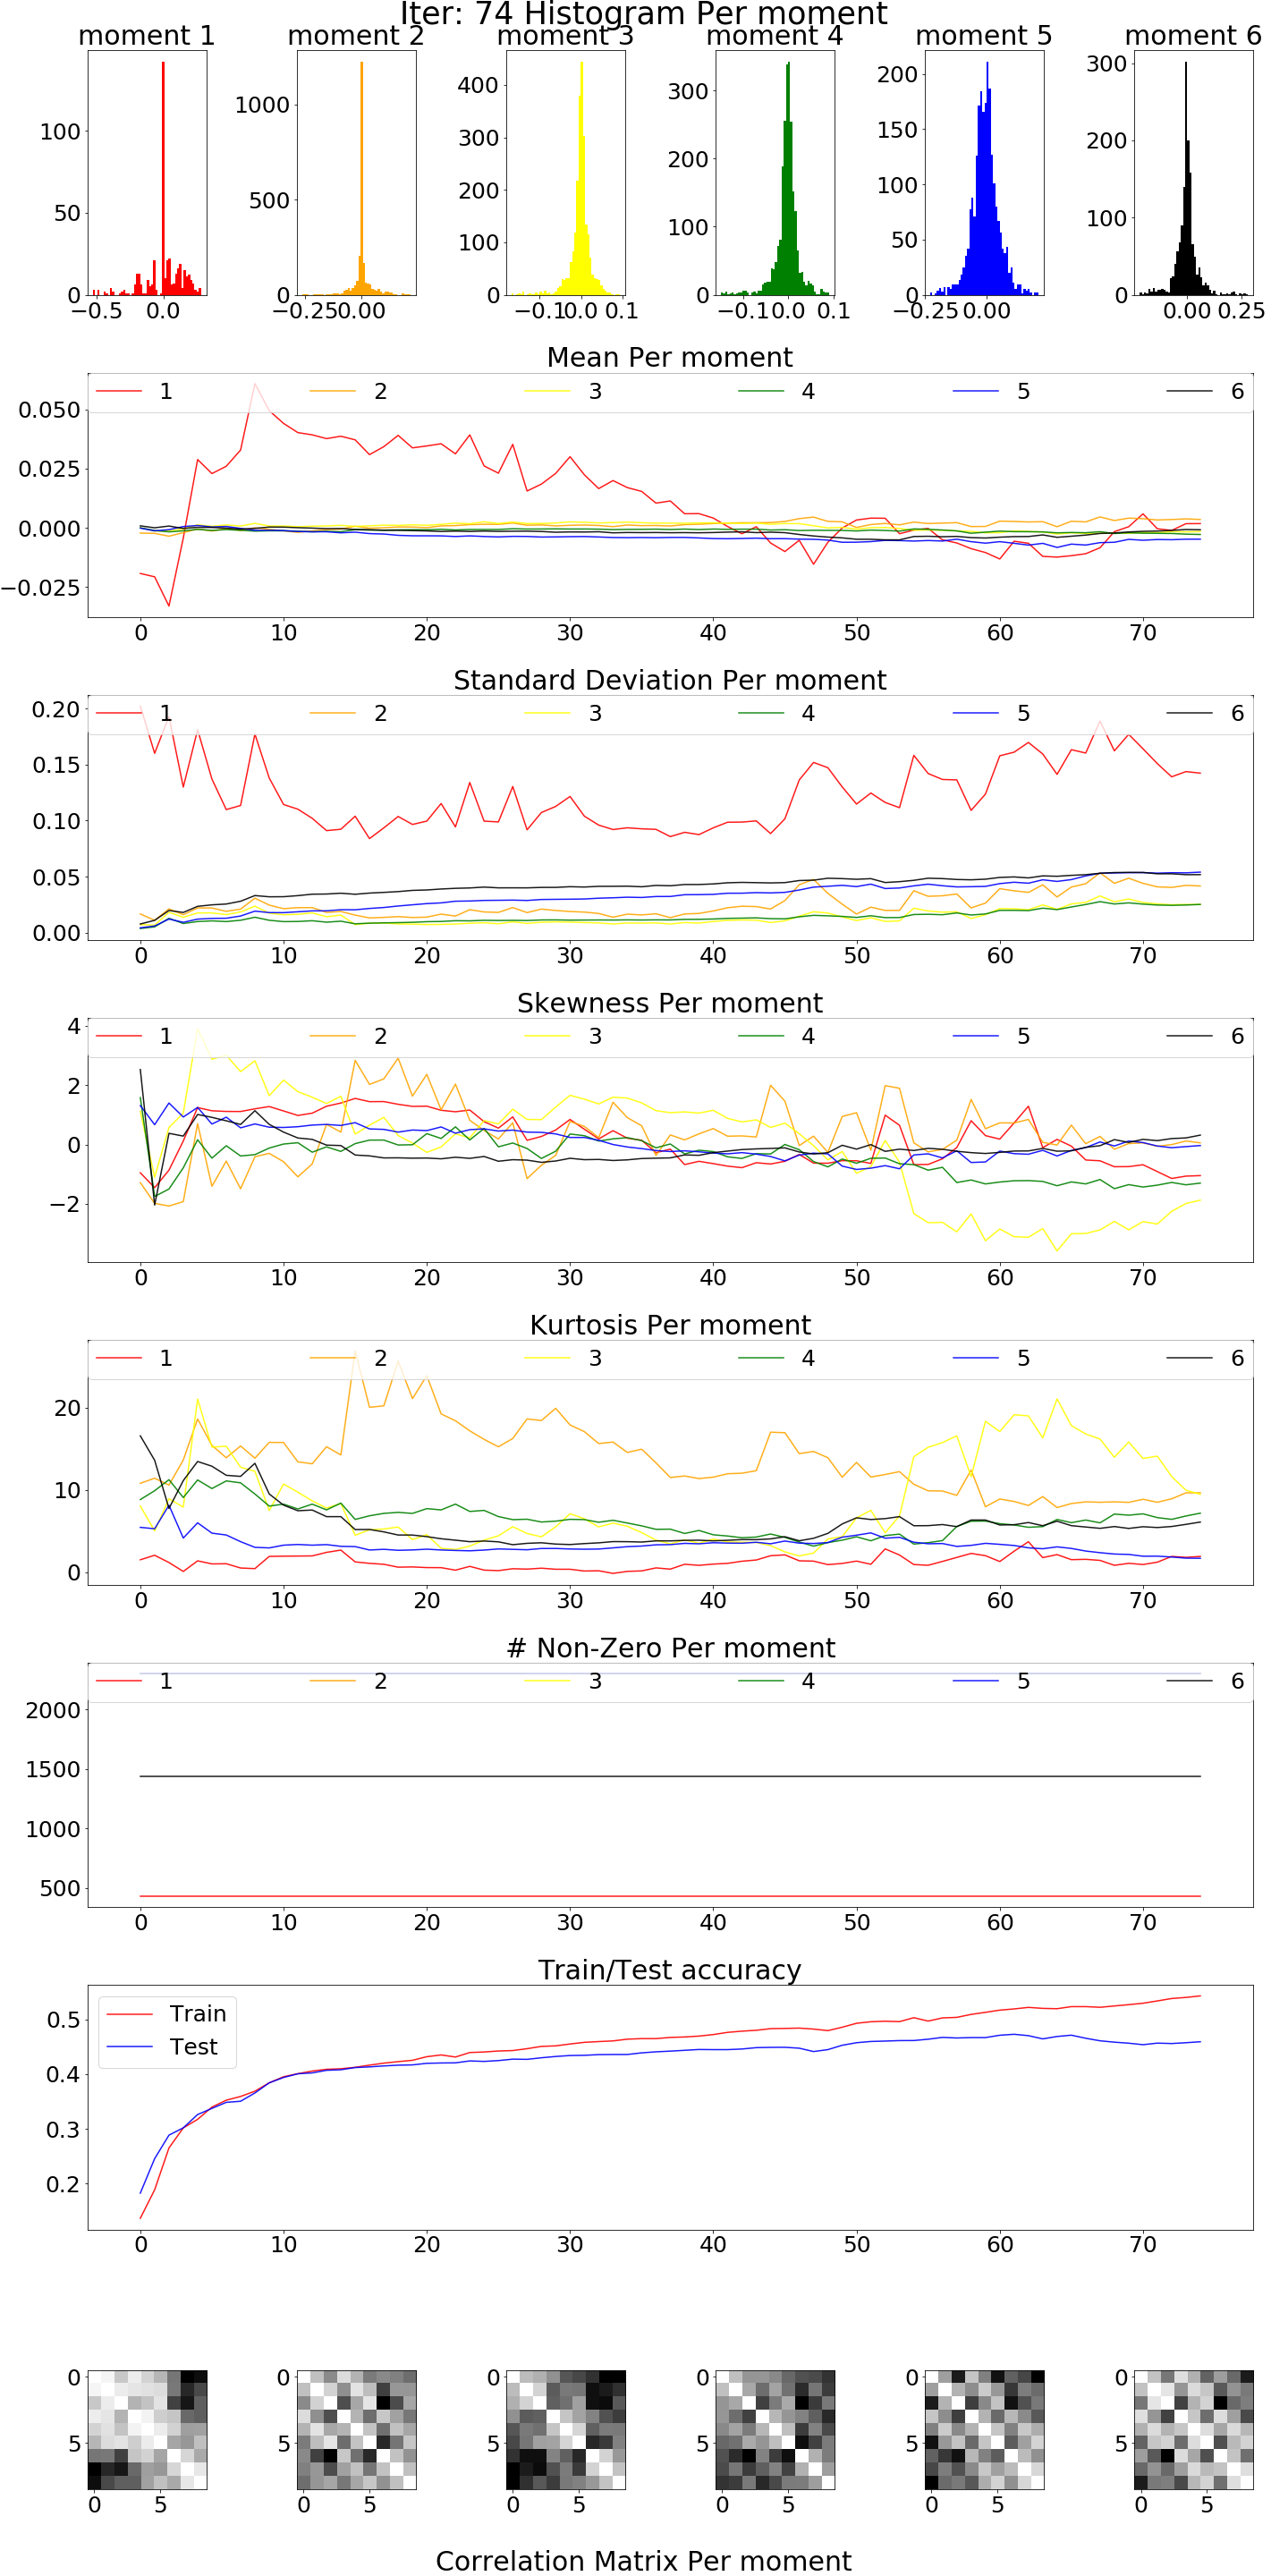 Iter: 74 Histogram Per moment
moment 1 moment 2 moment 3 moment 4 moment 5 moment 6
100
50
0
−0.5 0.0
1000
500
0
−0.25 0.00
400
300
200
100
0
−0.1 0.0 0.1
300
200
100
0
−0.1 0.0 0.1
200
150
100
50
0
−0.25 0.00
300
200
100
0
0.00 0.25
Mean Per moment
1 2 3 4 5 6
0.050
0.025
0.000
−0.025
0 10 20 30 40 50 60 70
Standard Deviation Per moment
1 2 3 4 5 6
0.20
0.15
0.10
0.05
0.00
0 10 20 30 40 50 60 70
Skewness Per moment
1 2 3 4 5 6
4
2
0
−2
0 10 20 30 40 50 60 70
Kurtosis Per moment
1 2 3 4 5 6
20
10
0
0 10 20 30 40 50 60 70
# Non-Zero Per moment
1 2 3 4 5 6
2000
1500
1000
500
0 10 20 30 40 50 60 70
Train/Test accuracy
Train
Test
0.5
0.4
0.3
0.2
0 10 20 30 40 50 60 70
0 0 0 0 0 0
5 5 5 5 5 5
0 5 0 5 0 5 0 5 0 5 0 5
Correlation Matrix Per moment